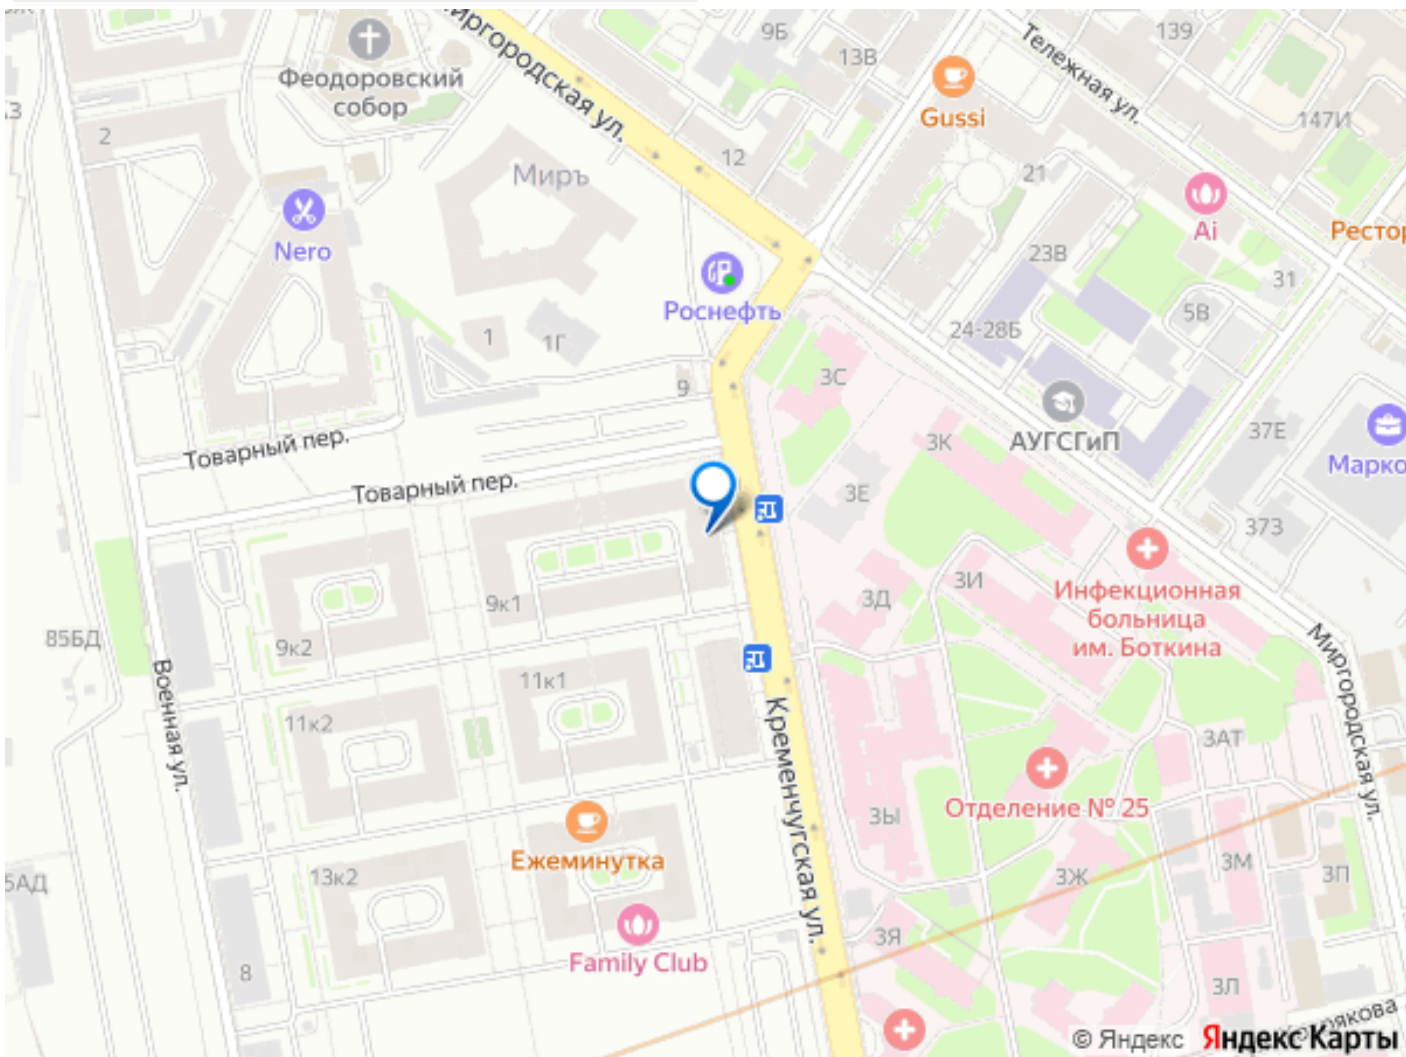 139
9Б
13В
Миргородская ул.
Тележная ул.
Феодоровский
собор
Gussi
147И
2
12
Миръ
21
Nero
Ai
23В
31
Роснефть
5В
24-28Б
1
1Г
3С
9
3К
АУГСГиП
37Е
Товарный пер.
Товарный пер.
3Е
373
Инфекционная
больница
им. Боткина
3И
3Д
9к1
85БД
9к2
Миргородская ул.
Военная ул.
11к1
11к2
Кременчугская ул.
3АТ
Отделение № 25
3Ы
Ежеминутка
3М
13к2
3Ж
3П
3Я
Family Club
8
3Л
© Яндекс
Яндекс Карты